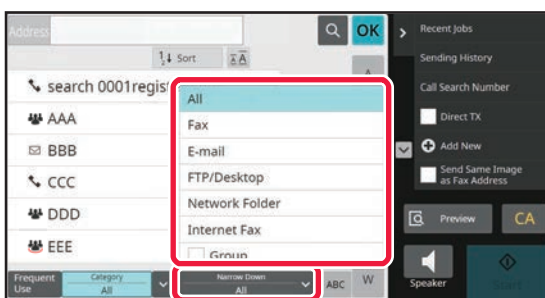 Address
OK
Recent Jobs
Sort
Sending History
search 0001regist
All
Call Search Number
AAA
Fax
Direct TX
BBB
E-mail
Add New
CCC
FTP/Desktop
Send Same Image
as Fax Address
DDD
Network Folder
Internet Fax
Preview
CA
EEE
Group
Frequent
Use
Category
All
Narrow Down
All
ABC
W
Speaker
Start